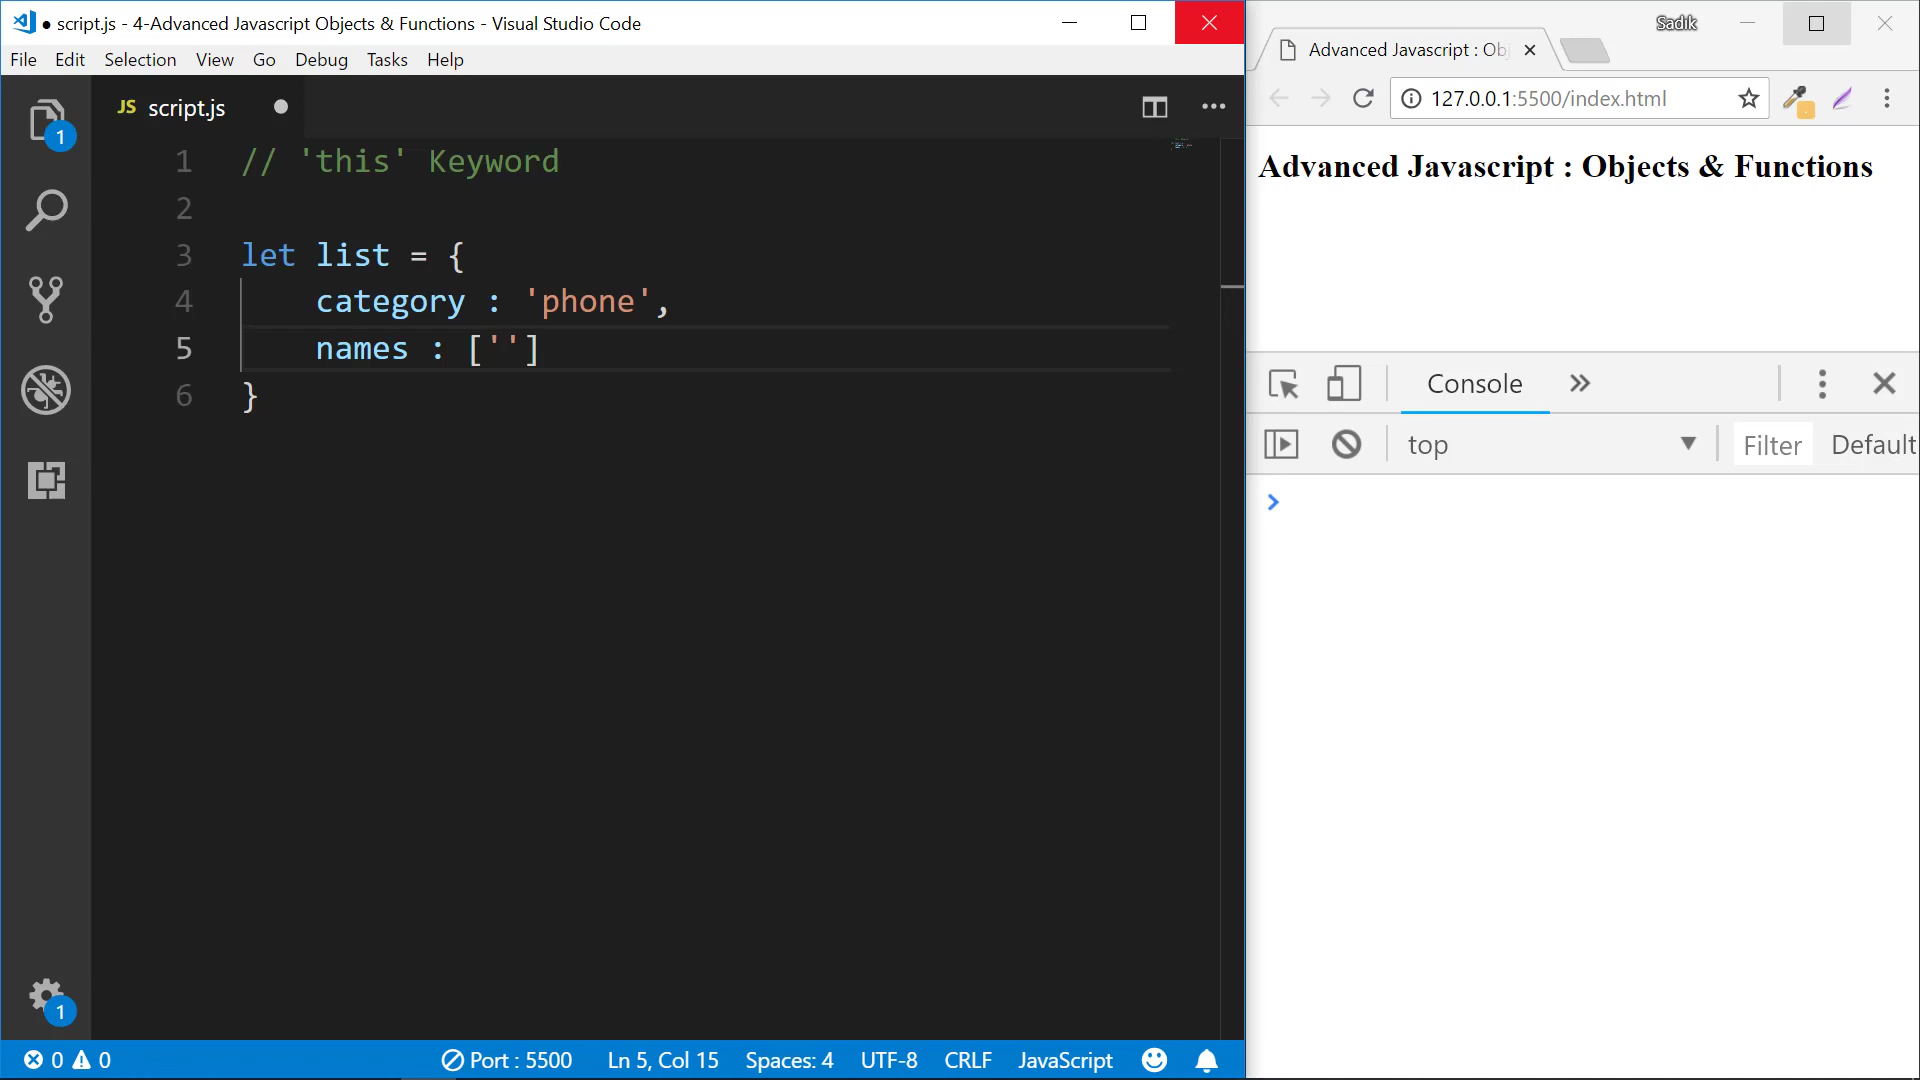 ● script.js - 4-Advanced Javascript Objects & Functions - Visual Studio Code
File Edit Selection View Go Debug Tasks Help
JS script.js
1 // 'this' Keyword
2
3 let list = {
4 category : 'phone',
5 names : ['']
6 }
1
1
0 0 Port : 5500 Ln 5, Col 15 Spaces: 4 UTF-8 CRLF JavaScript
Sadik
Advanced Javascript : Obj
127.0.0.1:5500/index.html
Advanced Javascript : Objects & Functions
Console
top Filter Default